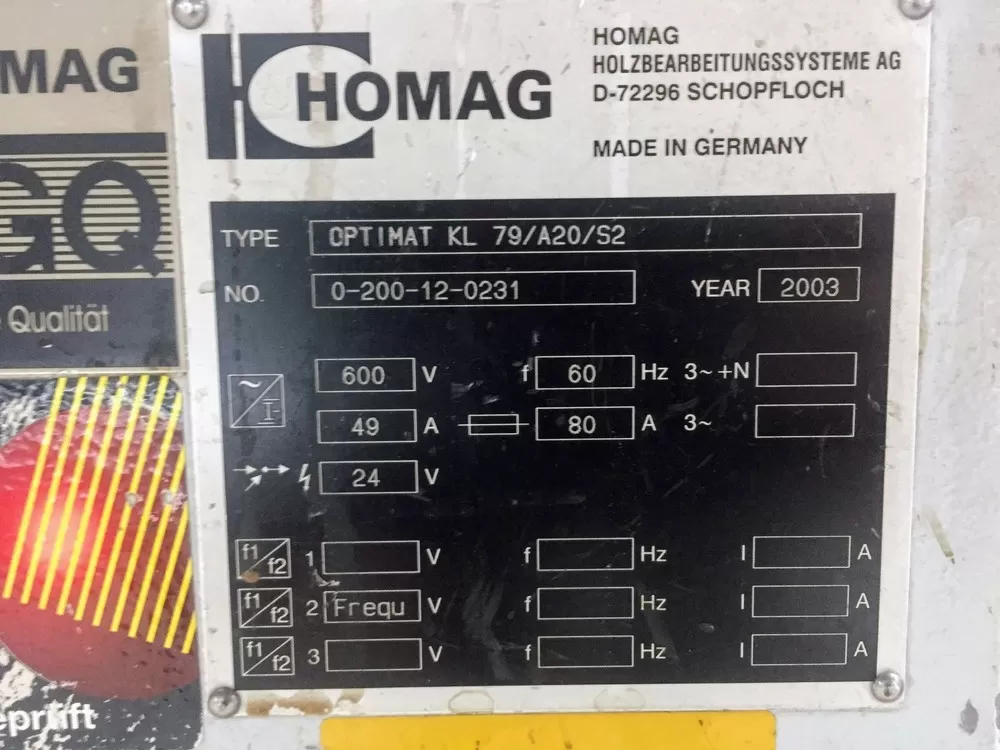 MAG
GQ
Qualität
HOMAG
HOMAG
HOLZBEARBEITUNGSSYSTEME AG
D-72296 SCHOPFLOCH
MADE IN GERMANY
TYPE OPTIMAT KL 79/A20/S2
NO. 0-200-12-0231 YEAR 2003
600 V f 60 Hz 3~+N
49 A 80 A 3~
24 V
f1/f2 1 V f Hz I A
f1/f2 2 Frequ V f Hz I A
f1/f2 3 V f Hz I A
eprüft